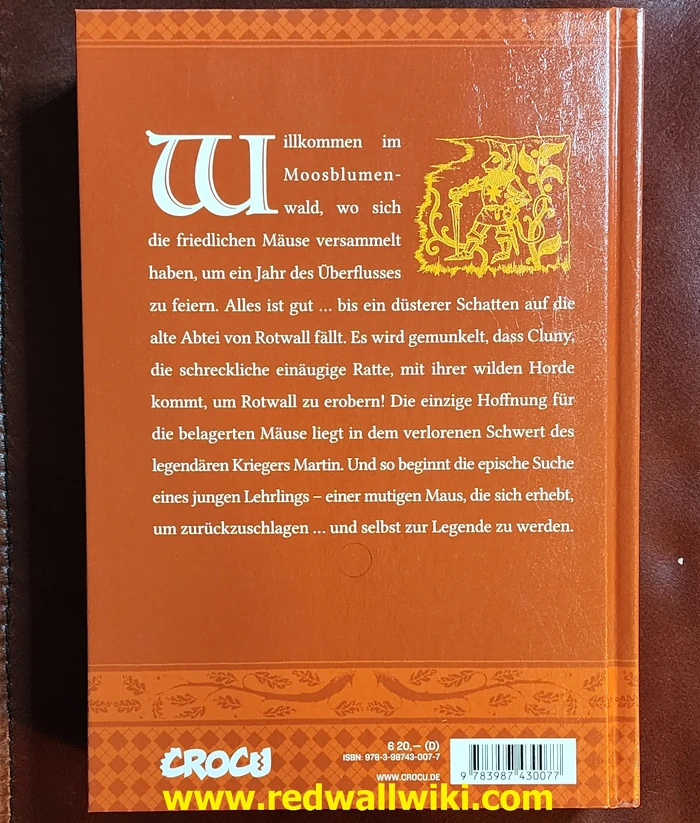 Willkommen im
Moosblumen-
wald, wo sich
die friedlichen Mäuse versammelt
haben, um ein Jahr des Überflusses
zu feiern. Alles ist gut ... bis ein düsterer Schatten auf die
alte Abtei von Rotwall fällt. Es wird gemunkelt, dass Cluny,
die schreckliche einäugige Ratte, mit ihrer wilden Horde
kommt, um Rotwall zu erobern! Die einzige Hoffnung für
die belagerten Mäuse liegt in dem verlorenen Schwert des
legendären Kriegers Martin. Und so beginnt die epische Suche
eines jungen Lehrlings – einer mutigen Maus, die sich erhebt,
um zurückzuschlagen ... und selbst zur Legende zu werden.
CROCU
€ 20,– (D)
ISBN: 978-3-98743-007-7
WWW.CROCU.DE
9 783987 430077
www.redwallwiki.com